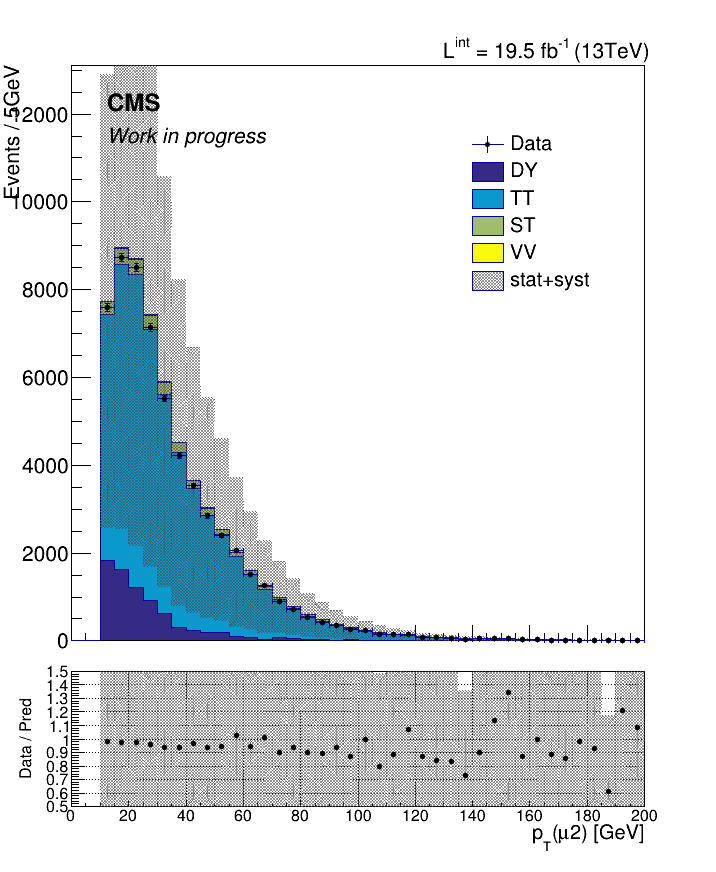 L^int = 19.5 fb^-1 (13TeV)
Events / 5GeV
12000
10000
8000
6000
4000
2000
0
CMS
Work in progress
Data
DY
TT
ST
VV
stat+syst
Data / Pred
1.5
1.4
1.3
1.2
1.1
1
0.9
0.8
0.7
0.6
0.5
0 20 40 60 80 100 120 140 160 180 200
p_T(μ2) [GeV]